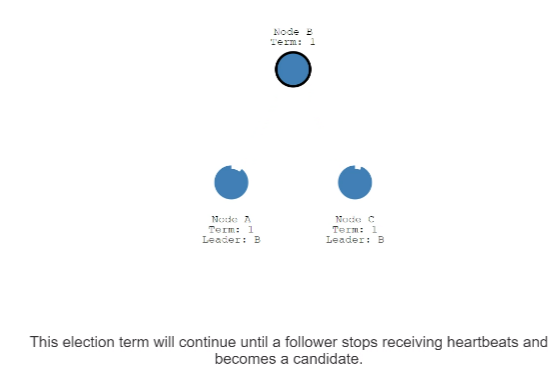 Node B
Term: 1
Node A
Term: 1
Leader: B
Node C
Term: 1
Leader: B
This election term will continue until a follower stops receiving heartbeats and
becomes a candidate.